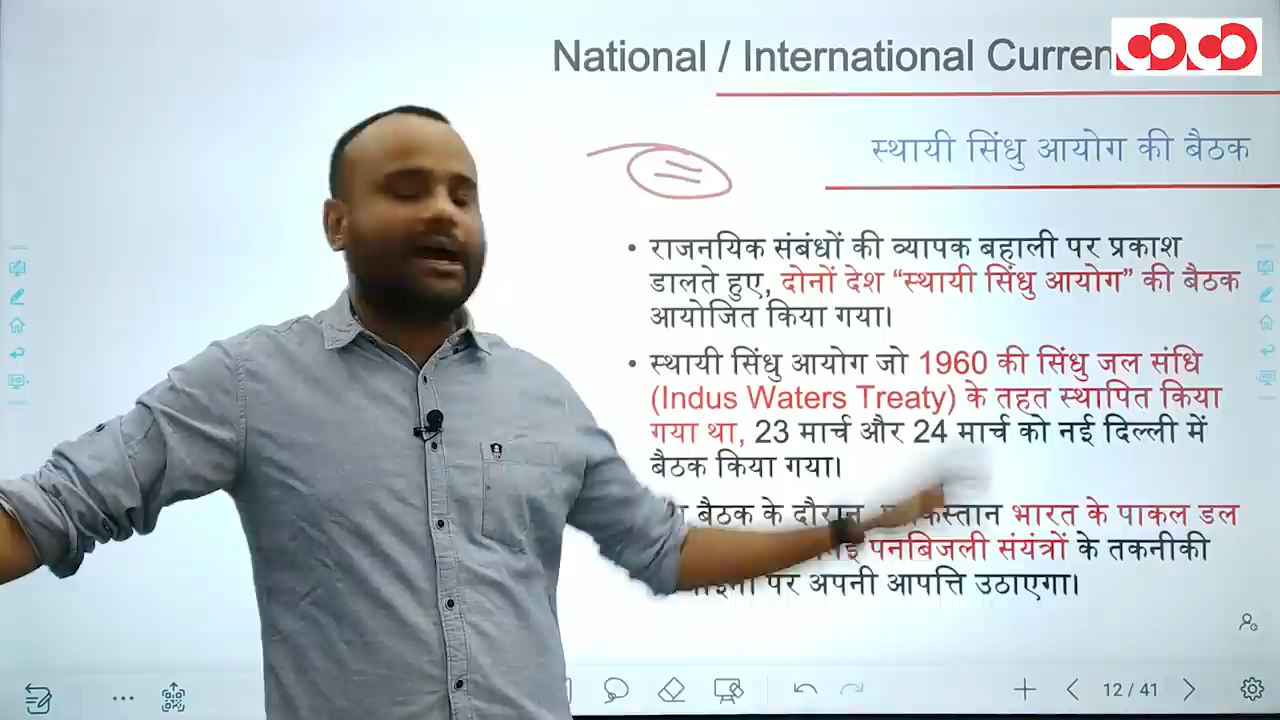 National / International Curren
स्थायी सिंधु आयोग की बैठक
• राजनयिक संबंधों की व्यापक बहाली पर प्रकाश
डालते हुए, दोनों देश “स्थायी सिंधु आयोग” की बैठक
आयोजित किया गया।
• स्थायी सिंधु आयोग जो 1960 की सिंधु जल संधि
(Indus Waters Treaty) के तहत स्थापित किया
गया था, 23 मार्च और 24 मार्च को नई दिल्ली में
बैठक किया गया।
बैठक के दौरान, भारत के पाकल डल
पनबिजली संयंत्रों के तकनीकी
पर अपनी आपत्ति उठाएगा।
12 / 41